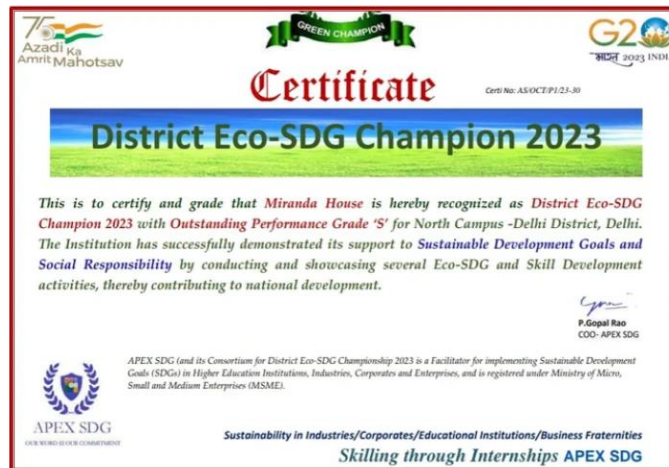 75
Azadi Ka
Amrit Mahotsav
GREEN CHAMPION
G20
भारत 2023 INDIA
Certificate
Certi No: AS/OCT/P1/23-30
District Eco-SDG Champion 2023
This is to certify and grade that Miranda House is hereby recognized as District Eco-SDG
Champion 2023 with Outstanding Performance Grade 'S' for North Campus -Delhi District, Delhi.
The Institution has successfully demonstrated its support to Sustainable Development Goals and
Social Responsibility by conducting and showcasing several Eco-SDG and Skill Development
activities, thereby contributing to national development.
P.Gopal Rao
COO- APEX SDG
APEX SDG (and its Consortium for District Eco-SDG Championship 2023 is a Facilitator for implementing Sustainable Development
Goals (SDGs) in Higher Education Institutions, Industries, Corporates and Enterprises, and is registered under Ministry of Micro,
Small and Medium Enterprises (MSME).
APEX SDG
OUR WORD IS OUR COMMITMENT
Sustainability in Industries/Corporates/Educational Institutions/Business Fraternities
Skilling through Internships APEX SDG